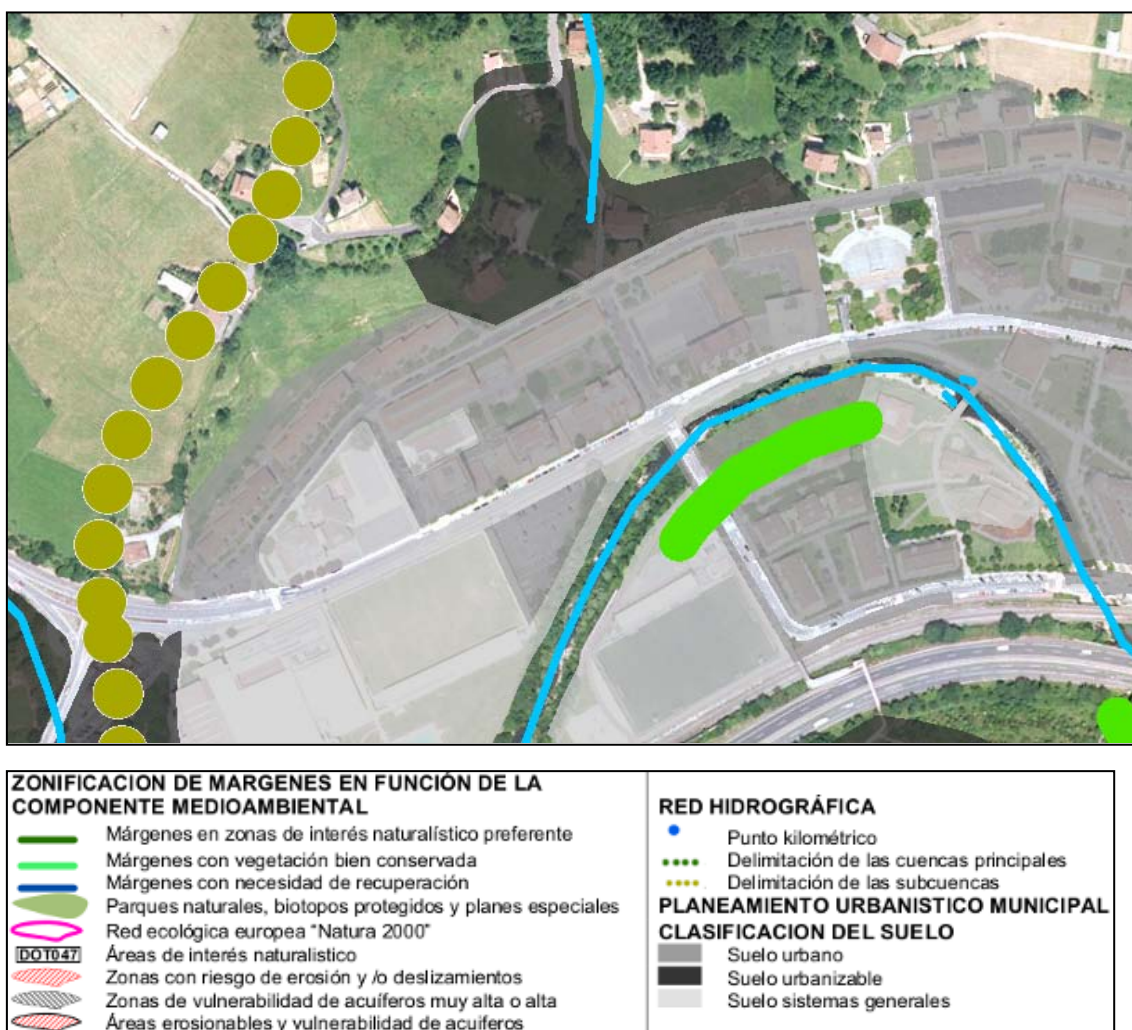 ZONIFICACION DE MARGENES EN FUNCIÓN DE LA
COMPONENTE MEDIOAMBIENTAL
Márgenes en zonas de interés naturalístico preferente
Márgenes con vegetación bien conservada
Márgenes con necesidad de recuperación
Parques naturales, biotopos protegidos y planes especiales
Red ecológica europea "Natura 2000"
DOT047 Áreas de interés naturalistico
Zonas con riesgo de erosión y /o deslizamientos
Zonas de vulnerabilidad de acuíferos muy alta o alta
Áreas erosionables y vulnerabilidad de acuiferos
RED HIDROGRÁFICA
Punto kilométrico
Delimitación de las cuencas principales
Delimitación de las subcuencas
PLANEAMIENTO URBANISTICO MUNICIPAL
CLASIFICACION DEL SUELO
Suelo urbano
Suelo urbanizable
Suelo sistemas generales